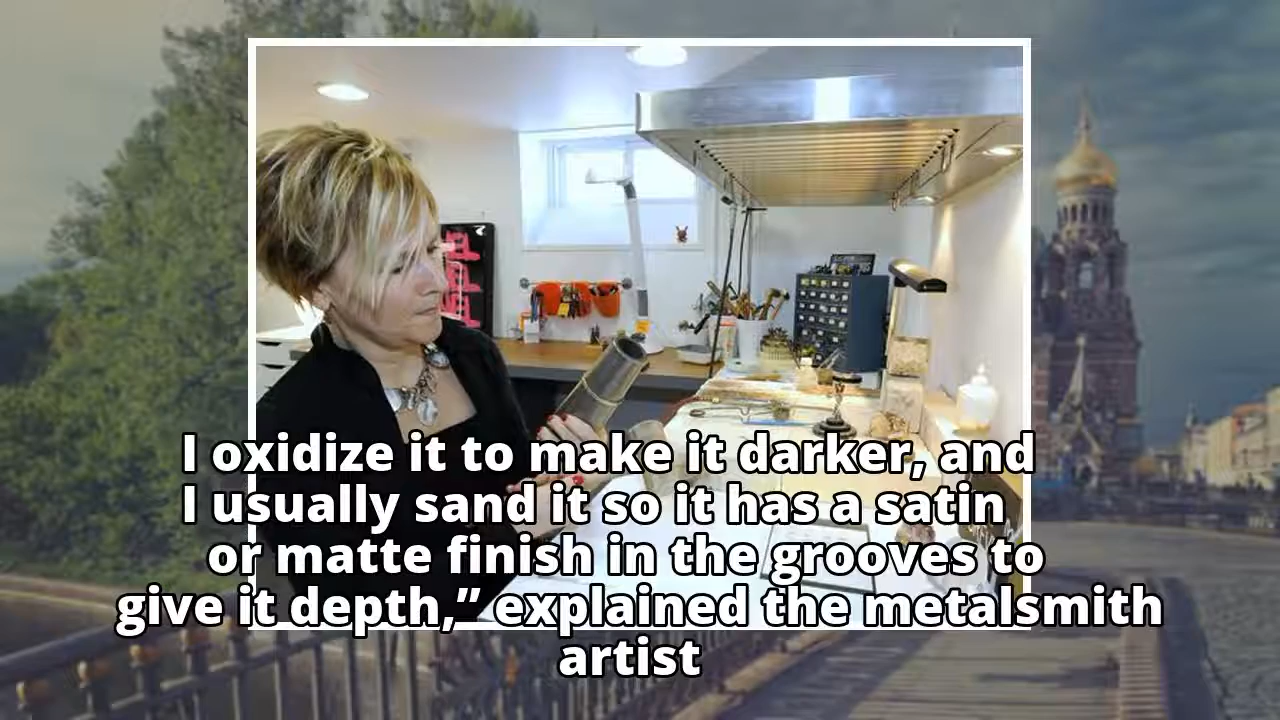 I oxidize it to make it darker, and
I usually sand it so it has a satin
or matte finish in the grooves to
give it depth,” explained the metalsmith
artist